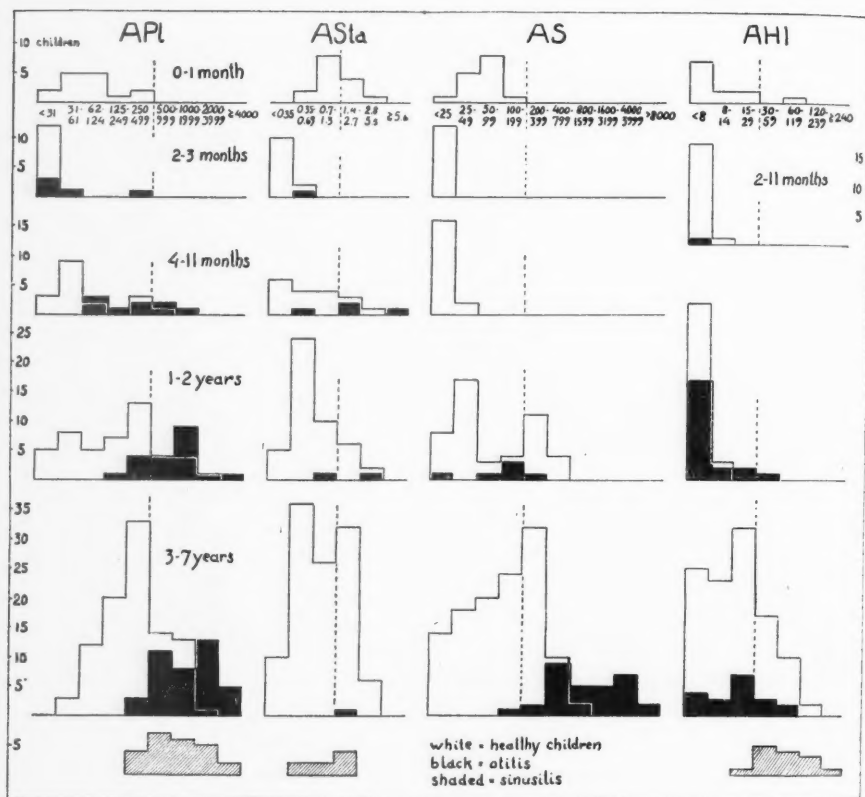 APl ASta AS AHI
10 children
0-1 month
5
<31 31- 62- 125- 250- 500- 1000- 2000- ≥4000
61 124 249 499 999 1999 3999
<0.35 0.35- 0.7- 1.4- 2.8- ≥5.6
0.69 1.3 2.7 5.5
<25 25- 50- 100- 200- 400- 800- 1600- 4000- >8000
49 99 199 399 799 1599 3199 3999
<8 8- 15- 30- 60- 120- ≥240
14 29 59 119 239
10
2-3 months
5
2-11 months
15
10
5
15
10
4-11 months
5
25
20
15
1-2 years
10
5
35
30
3-7 years
25
20
15
10
5
5
white = healthy children
black = otitis
shaded = sinusitis